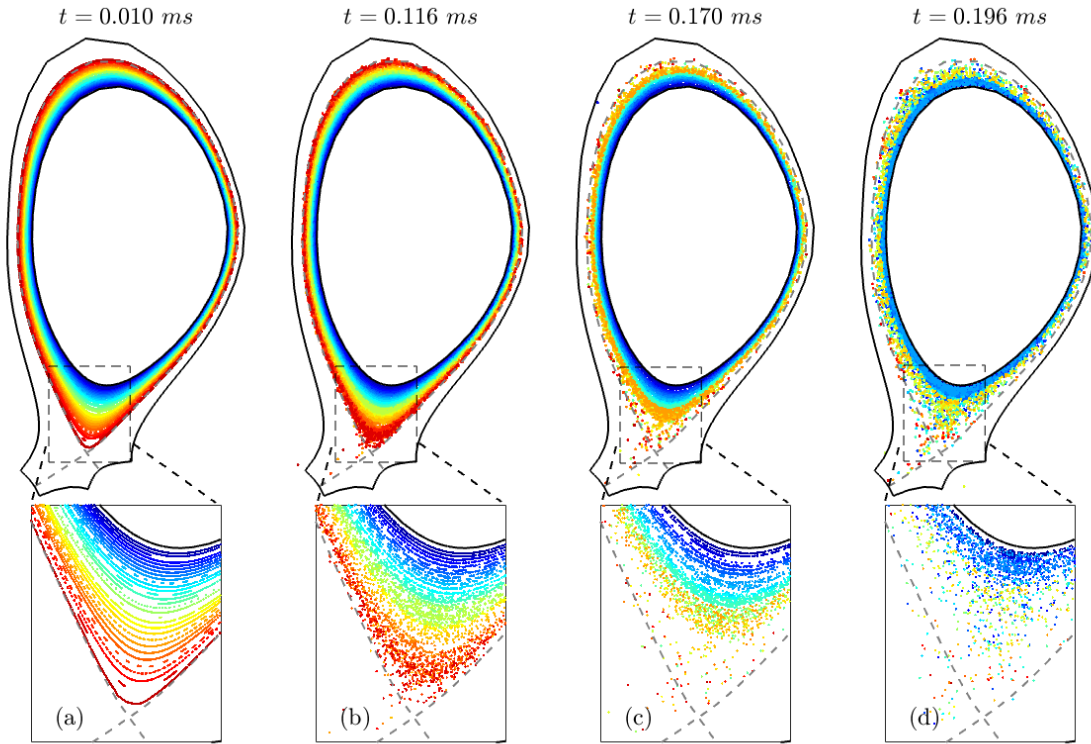 t = 0.010 ms
t = 0.116 ms
t = 0.170 ms
t = 0.196 ms
(a)
(b)
(c)
(d)